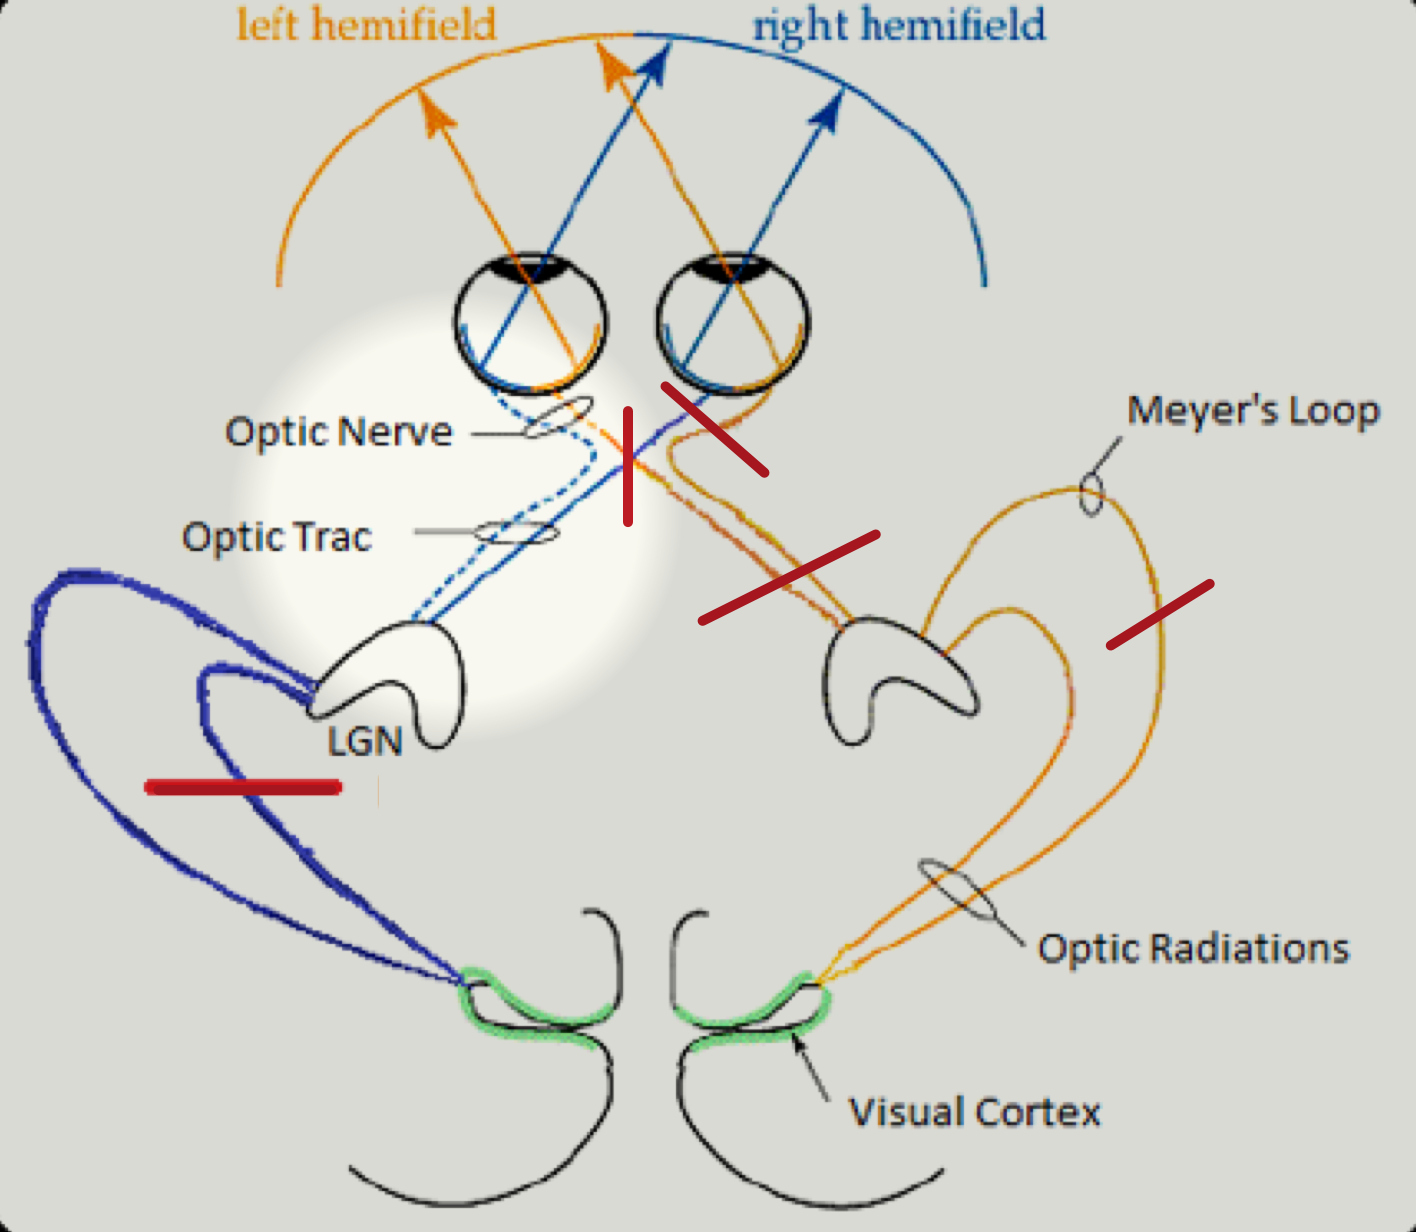 left hemifield
right hemifield
Optic Nerve
Meyer's Loop
Optic Trac
LGN
Optic Radiations
Visual Cortex